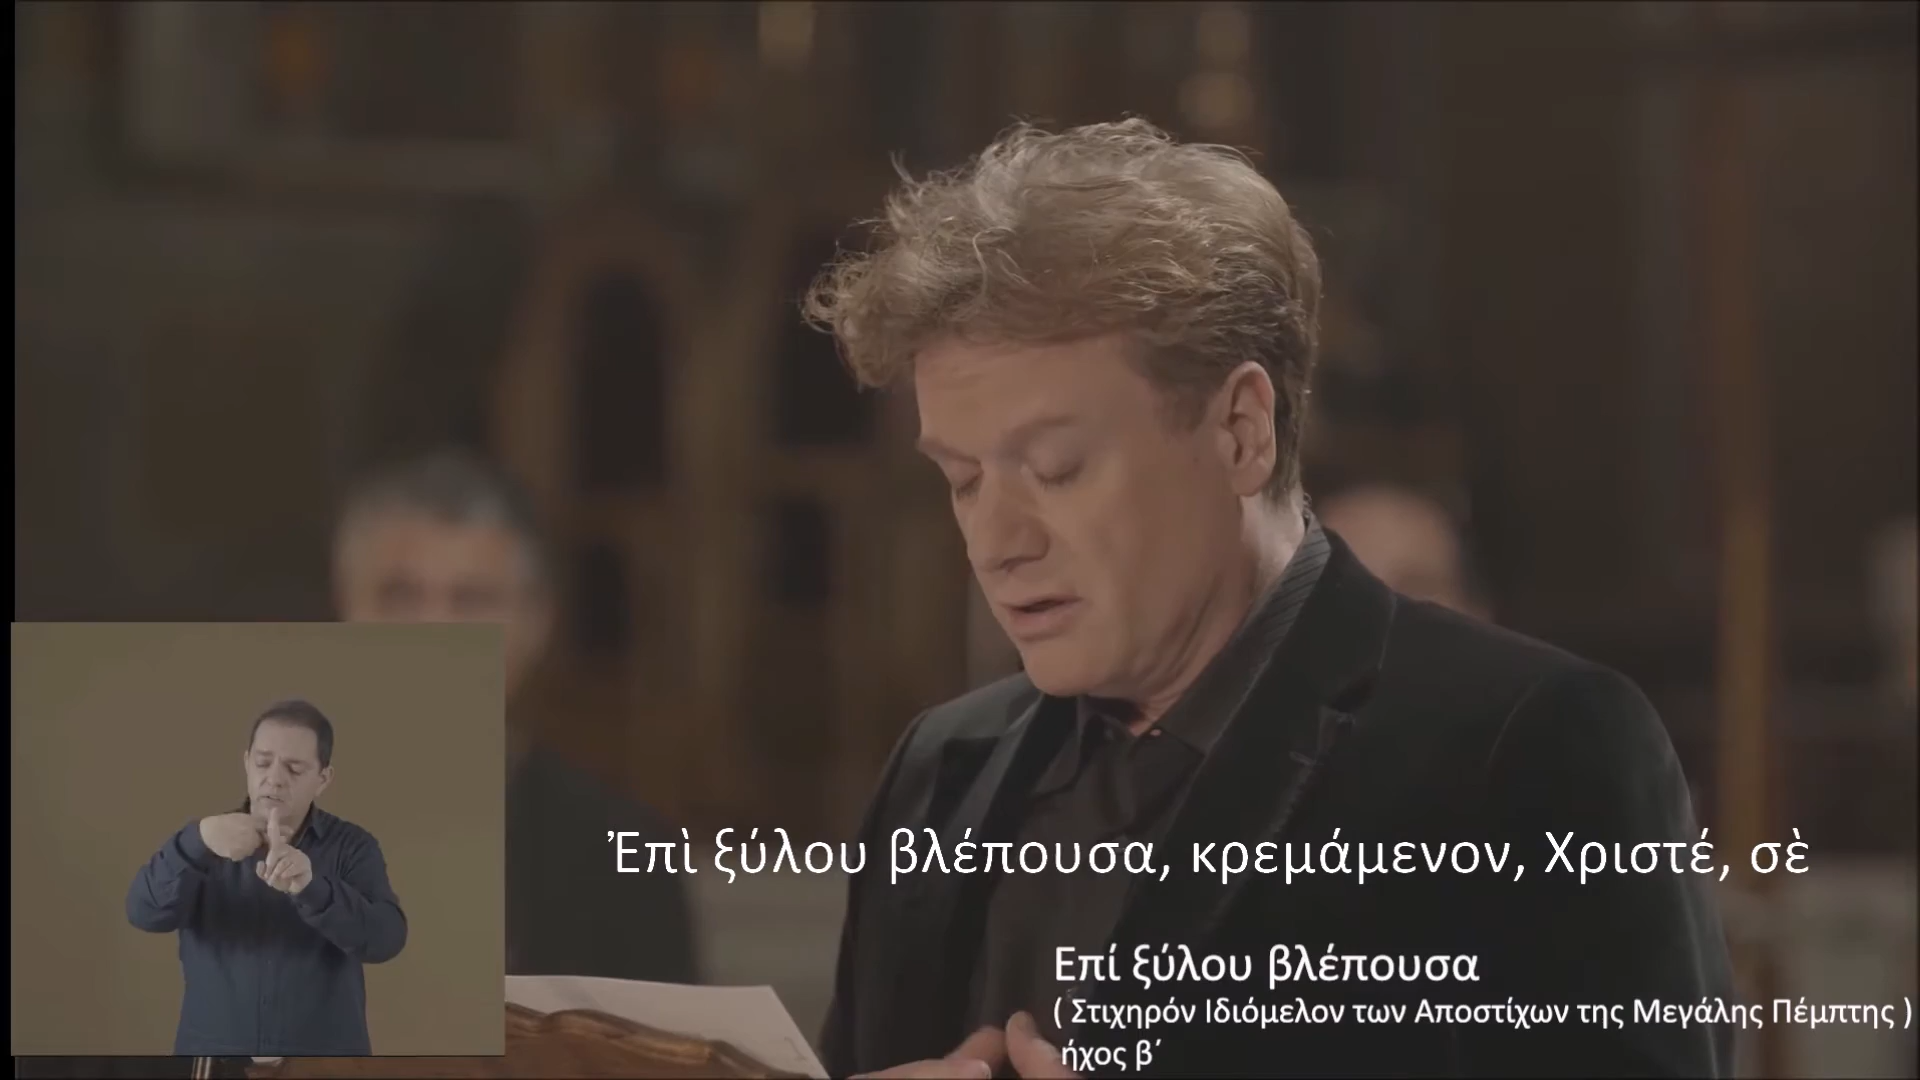 Ἐπὶ ξύλου βλέπουσα, κρεμάμενον, Χριστέ, σὲ
Επί ξύλου βλέπουσα
( Στιχηρόν Ιδιόμελον των Αποστίχων της Μεγάλης Πέμπτης )
ήχος β΄